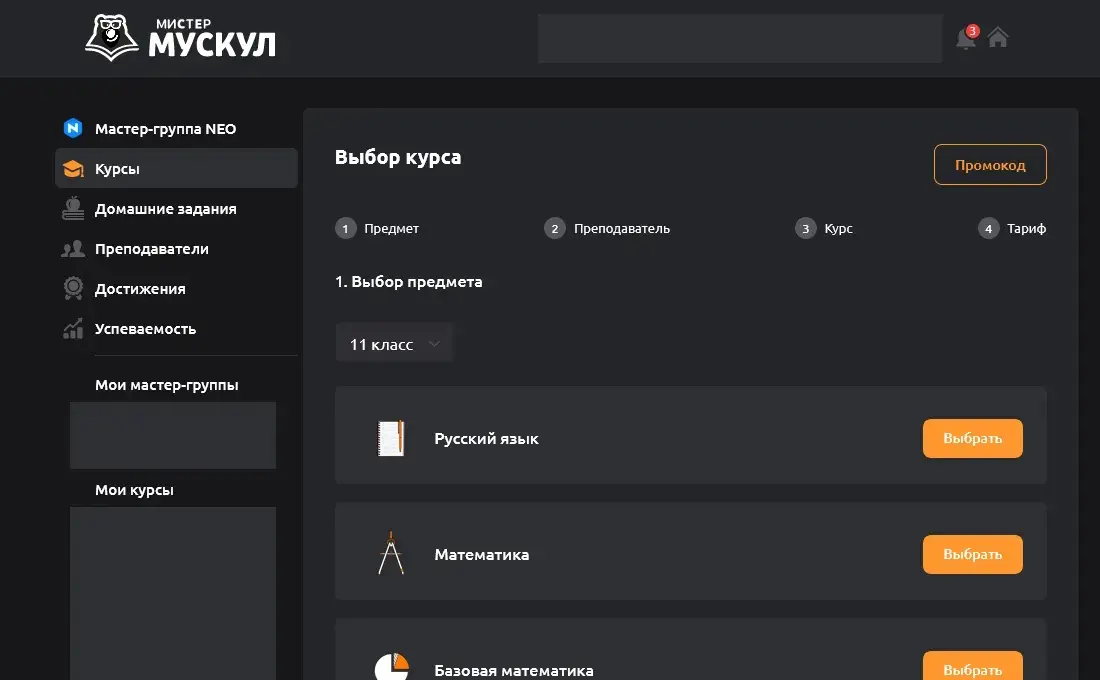 МИСТЕР
МУСКУЛ
3
Мастер-группа NEO
Курсы
Домашние задания
Преподаватели
Достижения
Успеваемость
Мои мастер-группы
Мои курсы
Выбор курса
Промокод
1 Предмет
2 Преподаватель
3 Курс
4 Тариф
1. Выбор предмета
11 класс
Русский язык
Выбрать
Математика
Выбрать
Базовая математика
Выбрать